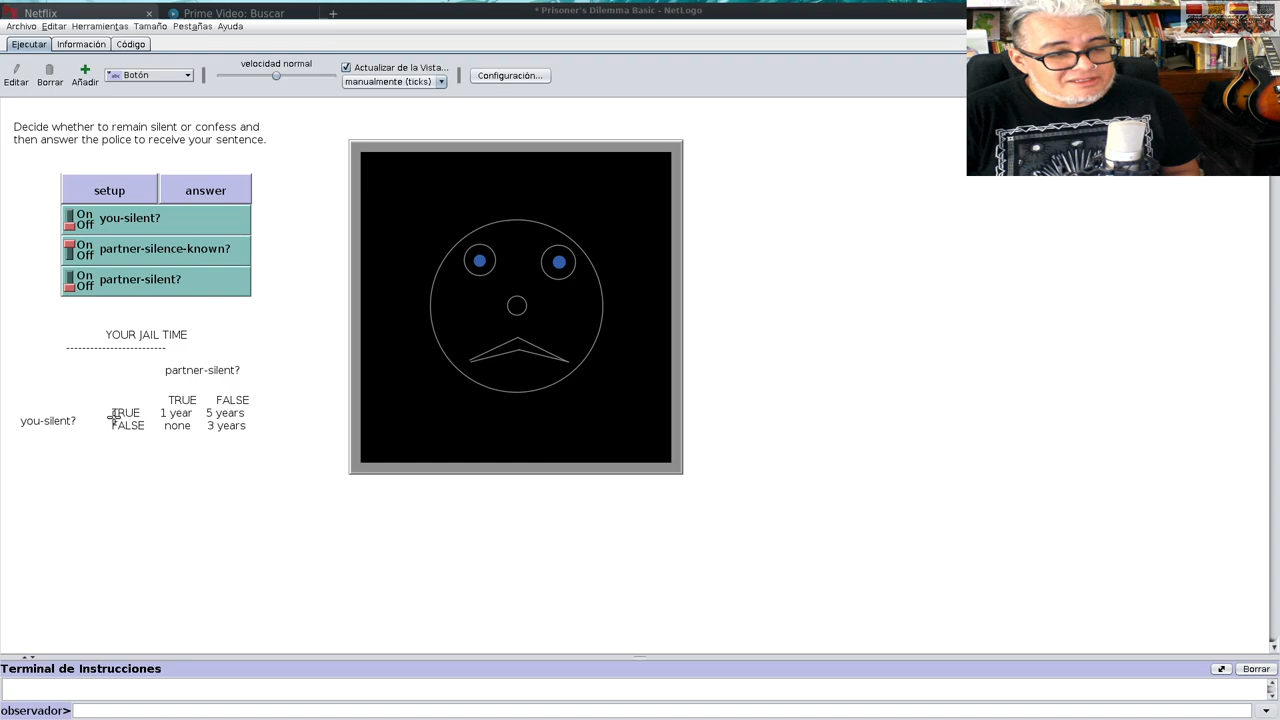 Netflix × Prime Video: Buscar +
* Prisoner's Dilemma Basic - NetLogo
Archivo Editar Herramientas Tamaño Pestañas Ayuda
Ejecutar Información Código
Editar Borrar Añadir abc Botón
velocidad normal
Actualizar de la Vista...
manualmente (ticks)
Configuración...
Decide whether to remain silent or confess and
then answer the police to receive your sentence.
setup answer
On Off you-silent?
On Off partner-silence-known?
On Off partner-silent?
YOUR JAIL TIME
-------------------------
partner-silent?
TRUE FALSE
TRUE 1 year 5 years
you-silent?
FALSE none 3 years
Terminal de Instrucciones
Borrar
observador>